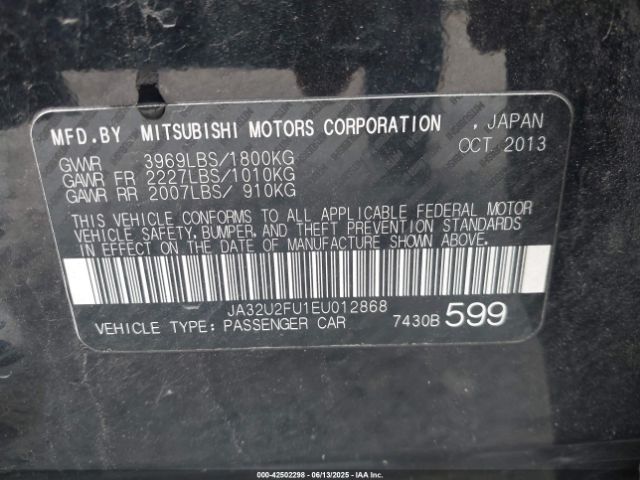 MFD.BY MITSUBISHI MOTORS CORPORATION , JAPAN
OCT. 2013
GVWR 3969LBS/1800KG
GAWR FR 2227LBS/1010KG
GAWR RR 2007LBS/ 910KG
THIS VEHICLE CONFORMS TO ALL APPLICABLE FEDERAL MOTOR
VEHICLE SAFETY, BUMPER, AND THEFT PREVENTION STANDARDS
IN EFFECT ON THE DATE OF MANUFACTURE SHOWN ABOVE.
JA32U2FU1EU012868
VEHICLE TYPE: PASSENGER CAR 7430B 599
00-42502298 - 06/13/2025 - IAA Inc.